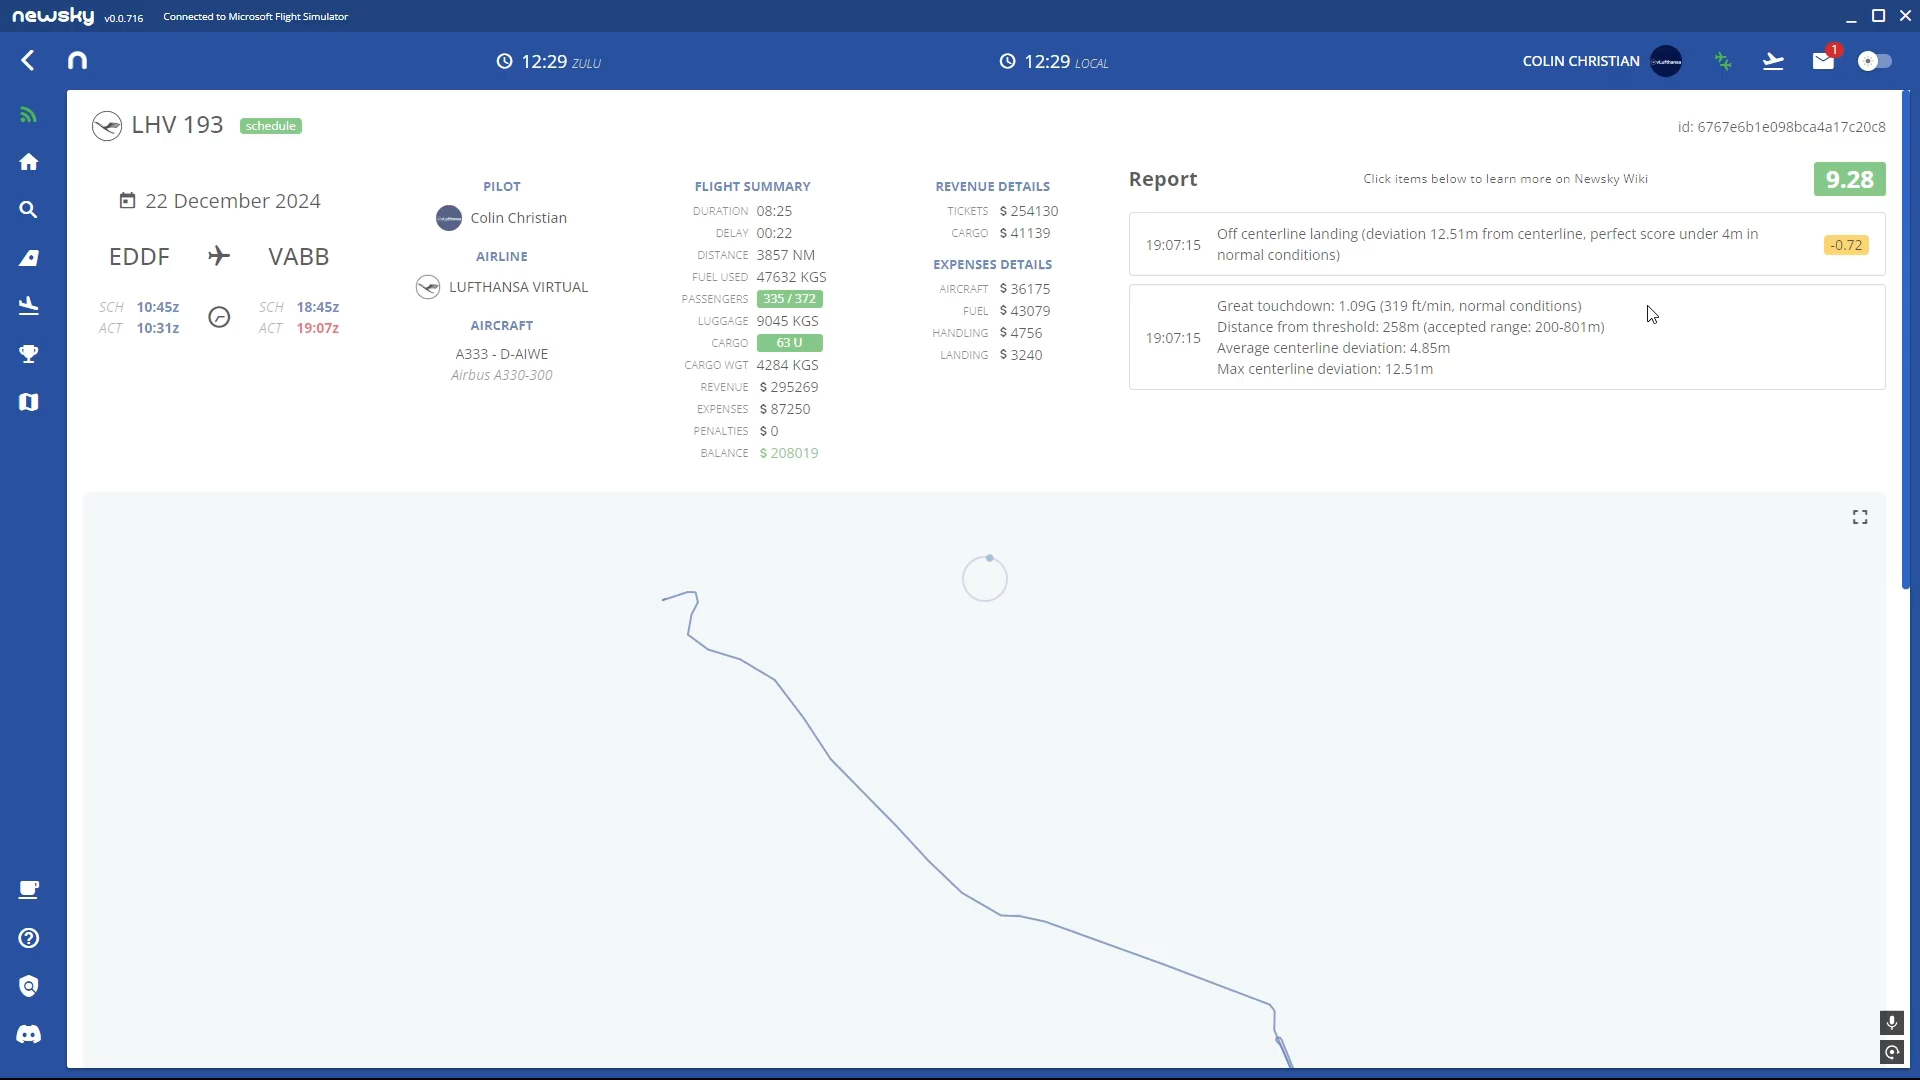 newsky v0.0.716 Connected to Microsoft Flight Simulator
12:29 ZULU
12:29 LOCAL
COLIN CHRISTIAN
1
LHV 193 schedule
id: 6767e6b1e098bca4a17c20c8
22 December 2024
EDDF VABB
SCH 10:45z SCH 18:45z
ACT 10:31z ACT 19:07z
PILOT
Colin Christian
AIRLINE
LUFTHANSA VIRTUAL
AIRCRAFT
A333 - D-AIWE
Airbus A330-300
FLIGHT SUMMARY
DURATION 08:25
DELAY 00:22
DISTANCE 3857 NM
FUEL USED 47632 KGS
PASSENGERS 335 / 372
LUGGAGE 9045 KGS
CARGO 63 U
CARGO WGT 4284 KGS
REVENUE $ 295269
EXPENSES $ 87250
PENALTIES $ 0
BALANCE $ 208019
REVENUE DETAILS
TICKETS $ 254130
CARGO $ 41139
EXPENSES DETAILS
AIRCRAFT $ 36175
FUEL $ 43079
HANDLING $ 4756
LANDING $ 3240
Report Click items below to learn more on Newsky Wiki 9.28
19:07:15 Off centerline landing (deviation 12.51m from centerline, perfect score under 4m in
normal conditions)
-0.72
19:07:15
Great touchdown: 1.09G (319 ft/min, normal conditions)
Distance from threshold: 258m (accepted range: 200-801m)
Average centerline deviation: 4.85m
Max centerline deviation: 12.51m